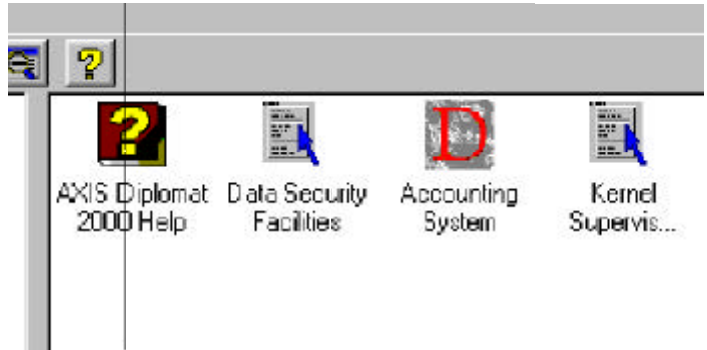 AXIS Diplomat
2000 Help
Data Security
Facilities
D
Accounting
System
Kernel
Supervis...